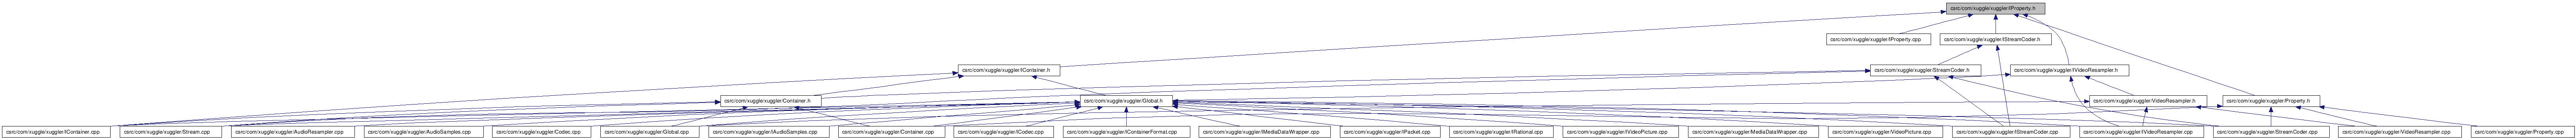 csrc/com/xuggle/xuggler/IProperty.h
csrc/com/xuggle/xuggler/IProperty.cpp
csrc/com/xuggle/xuggler/IStreamCoder.h
csrc/com/xuggle/xuggler/IContainer.h
csrc/com/xuggle/xuggler/StreamCoder.h
csrc/com/xuggle/xuggler/IVideoResampler.h
csrc/com/xuggle/xuggler/Container.h
csrc/com/xuggle/xuggler/Global.h
csrc/com/xuggle/xuggler/VideoResampler.h
csrc/com/xuggle/xuggler/Property.h
csrc/com/xuggle/xuggler/IContainer.cpp
csrc/com/xuggle/xuggler/Stream.cpp
csrc/com/xuggle/xuggler/AudioResampler.cpp
csrc/com/xuggle/xuggler/AudioSamples.cpp
csrc/com/xuggle/xuggler/Codec.cpp
csrc/com/xuggle/xuggler/Global.cpp
csrc/com/xuggle/xuggler/IAudioSamples.cpp
csrc/com/xuggle/xuggler/Container.cpp
csrc/com/xuggle/xuggler/ICodec.cpp
csrc/com/xuggle/xuggler/IContainerFormat.cpp
csrc/com/xuggle/xuggler/IMediaDataWrapper.cpp
csrc/com/xuggle/xuggler/IPacket.cpp
csrc/com/xuggle/xuggler/IRational.cpp
csrc/com/xuggle/xuggler/IVideoPicture.cpp
csrc/com/xuggle/xuggler/MediaDataWrapper.cpp
csrc/com/xuggle/xuggler/VideoPicture.cpp
csrc/com/xuggle/xuggler/IStreamCoder.cpp
csrc/com/xuggle/xuggler/IVideoResampler.cpp
csrc/com/xuggle/xuggler/StreamCoder.cpp
csrc/com/xuggle/xuggler/VideoResampler.cpp
csrc/com/xuggle/xuggler/Property.cpp